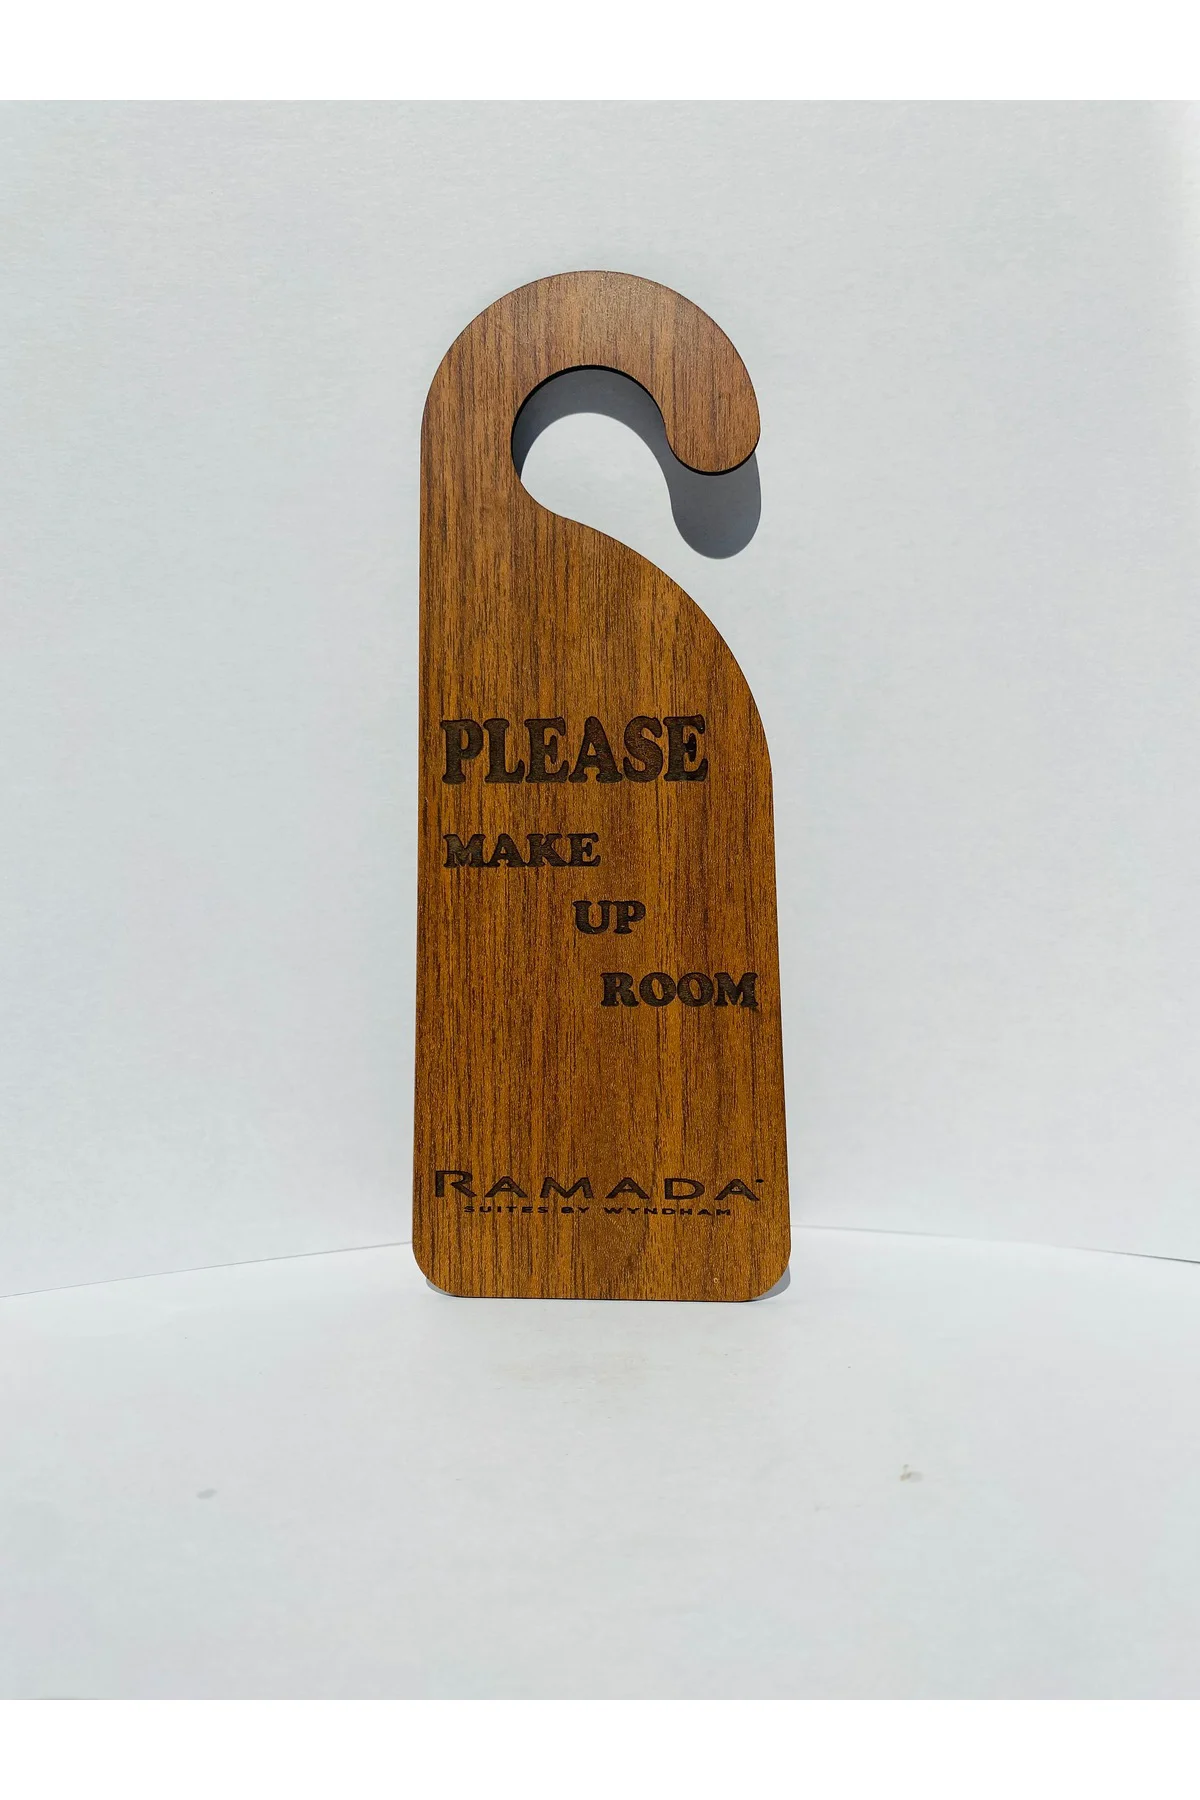 PLEASE
MAKE
UP
ROOM
RAMADA
SUITES BY WYNDHAM